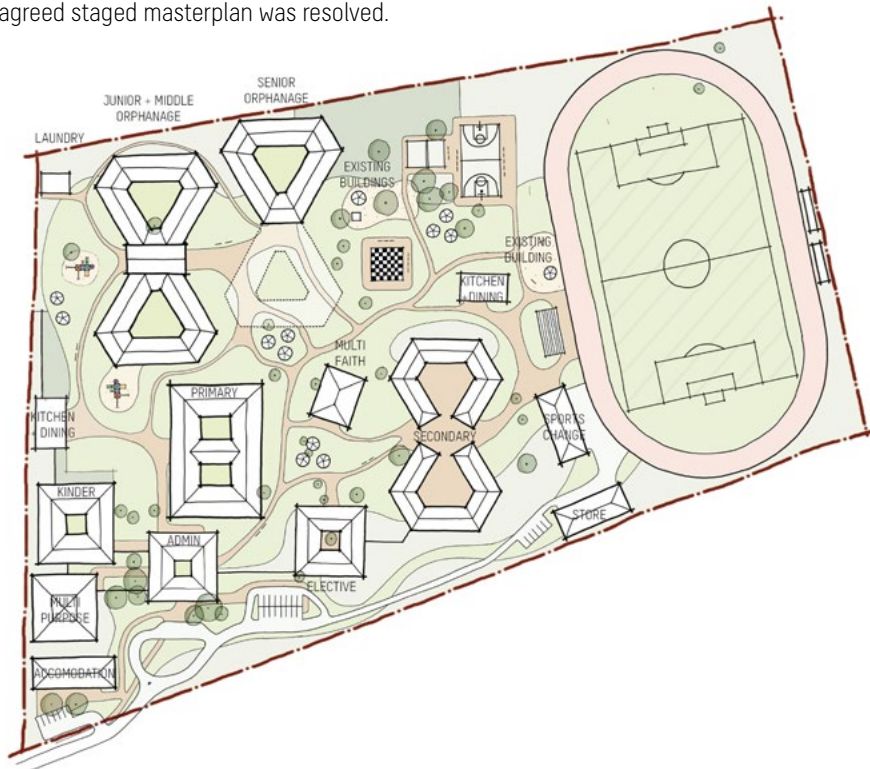 agreed staged masterplan was resolved.
SENIOR
ORPHANAGE
JUNIOR + MIDDLE
ORPHANAGE
LAUNDRY
EXISTING
BUILDINGS
EXISTING
BUILDING
KITCHEN
+DINING
MULTI
FAITH
PRIMARY
KITCHEN
+ DINING
SECONDARY
SPORTS
CHANGE
KINDER
STORE
ADMIN
ELECTIVE
MULTI
PURPOSE
ACCOMODATION